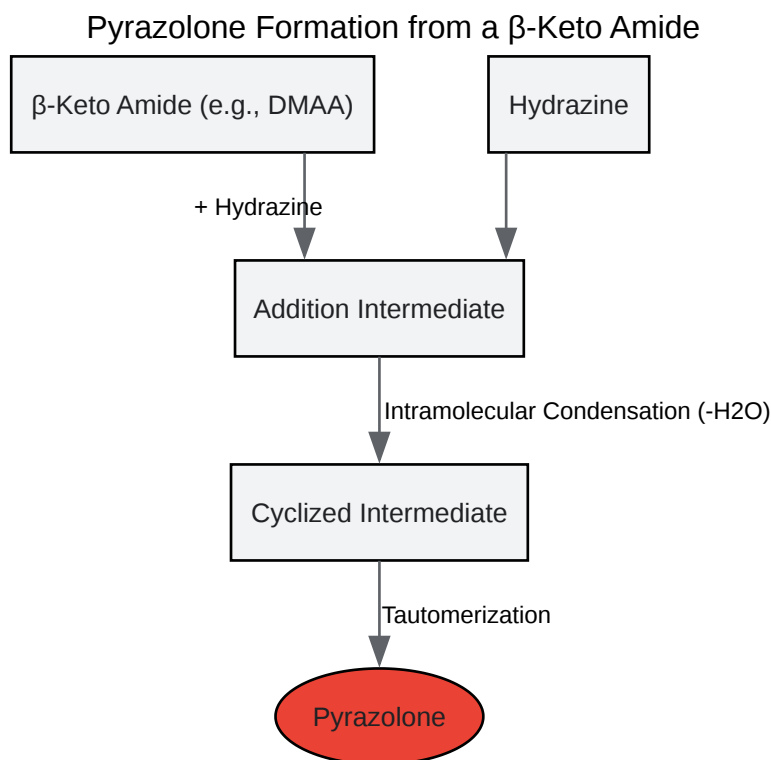 Pyrazolone Formation from a β-Keto Amide
β-Keto Amide (e.g., DMAA)
Hydrazine
+ Hydrazine
Addition Intermediate
Intramolecular Condensation (-H2O)
Cyclized Intermediate
Tautomerization
Pyrazolone